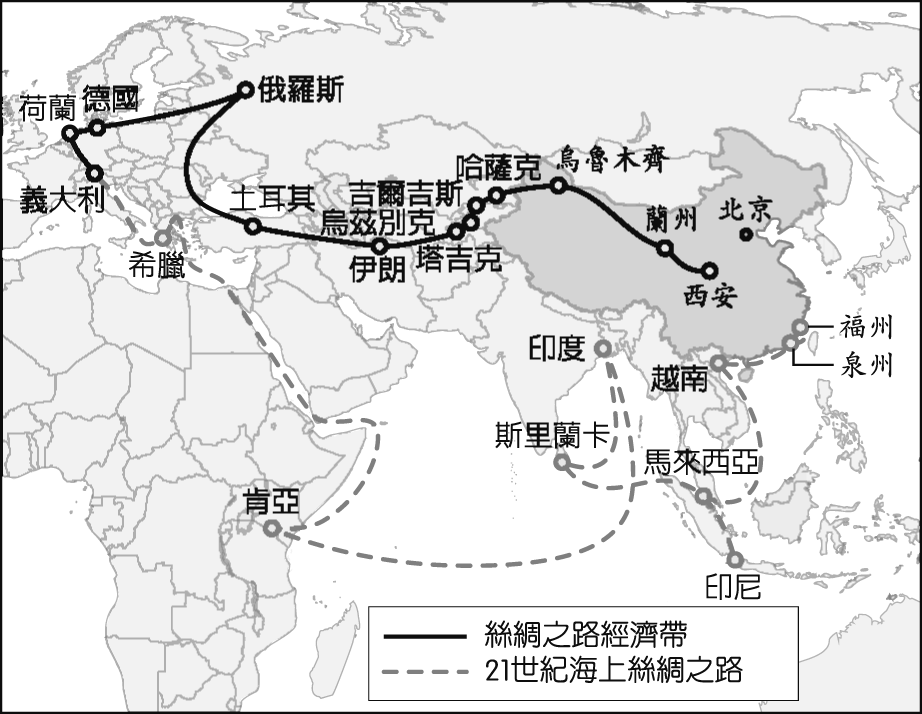 俄羅斯
荷蘭
德國
義大利
希臘
土耳其
伊朗
烏兹別克
吉爾吉斯
塔吉克
哈薩克
烏魯木齊
蘭州
北京
西安
福州
泉州
印度
越南
斯里蘭卡
馬來西亞
肯亞
印尼
絲綢之路經濟帶
21世紀海上絲綢之路